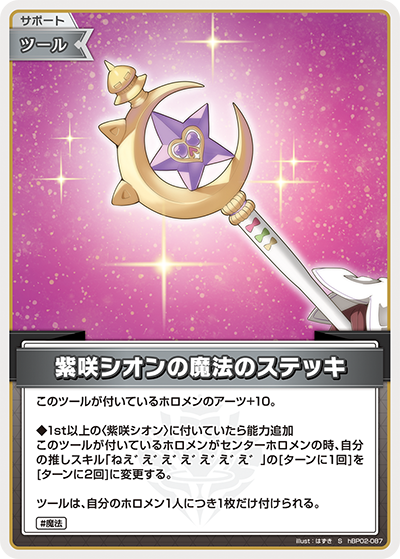 サポート
ツール
紫咲シオンの魔法のステッキ
このツールが付いているホロメンのアーツ+10。
◆1st以上の〈紫咲シオン〉に付いていたら能力追加
このツールが付いているホロメンがセンターホロメンの時、自分
の推しスキル「ねえ゛え゛え゛え゛え゛え゛え゛」の[ターンに1回]を
[ターンに2回]に変更する。
ツールは、自分のホロメン1人につき1枚だけ付けられる。
#魔法
illust:はずき S hBP02-087